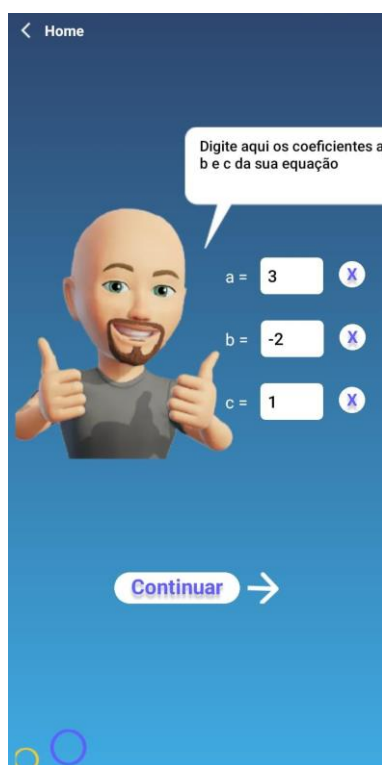 Home
Digite aqui os coeficientes a
b e c da sua equação
a = 3 X
b = -2 X
c = 1 X
Continuar